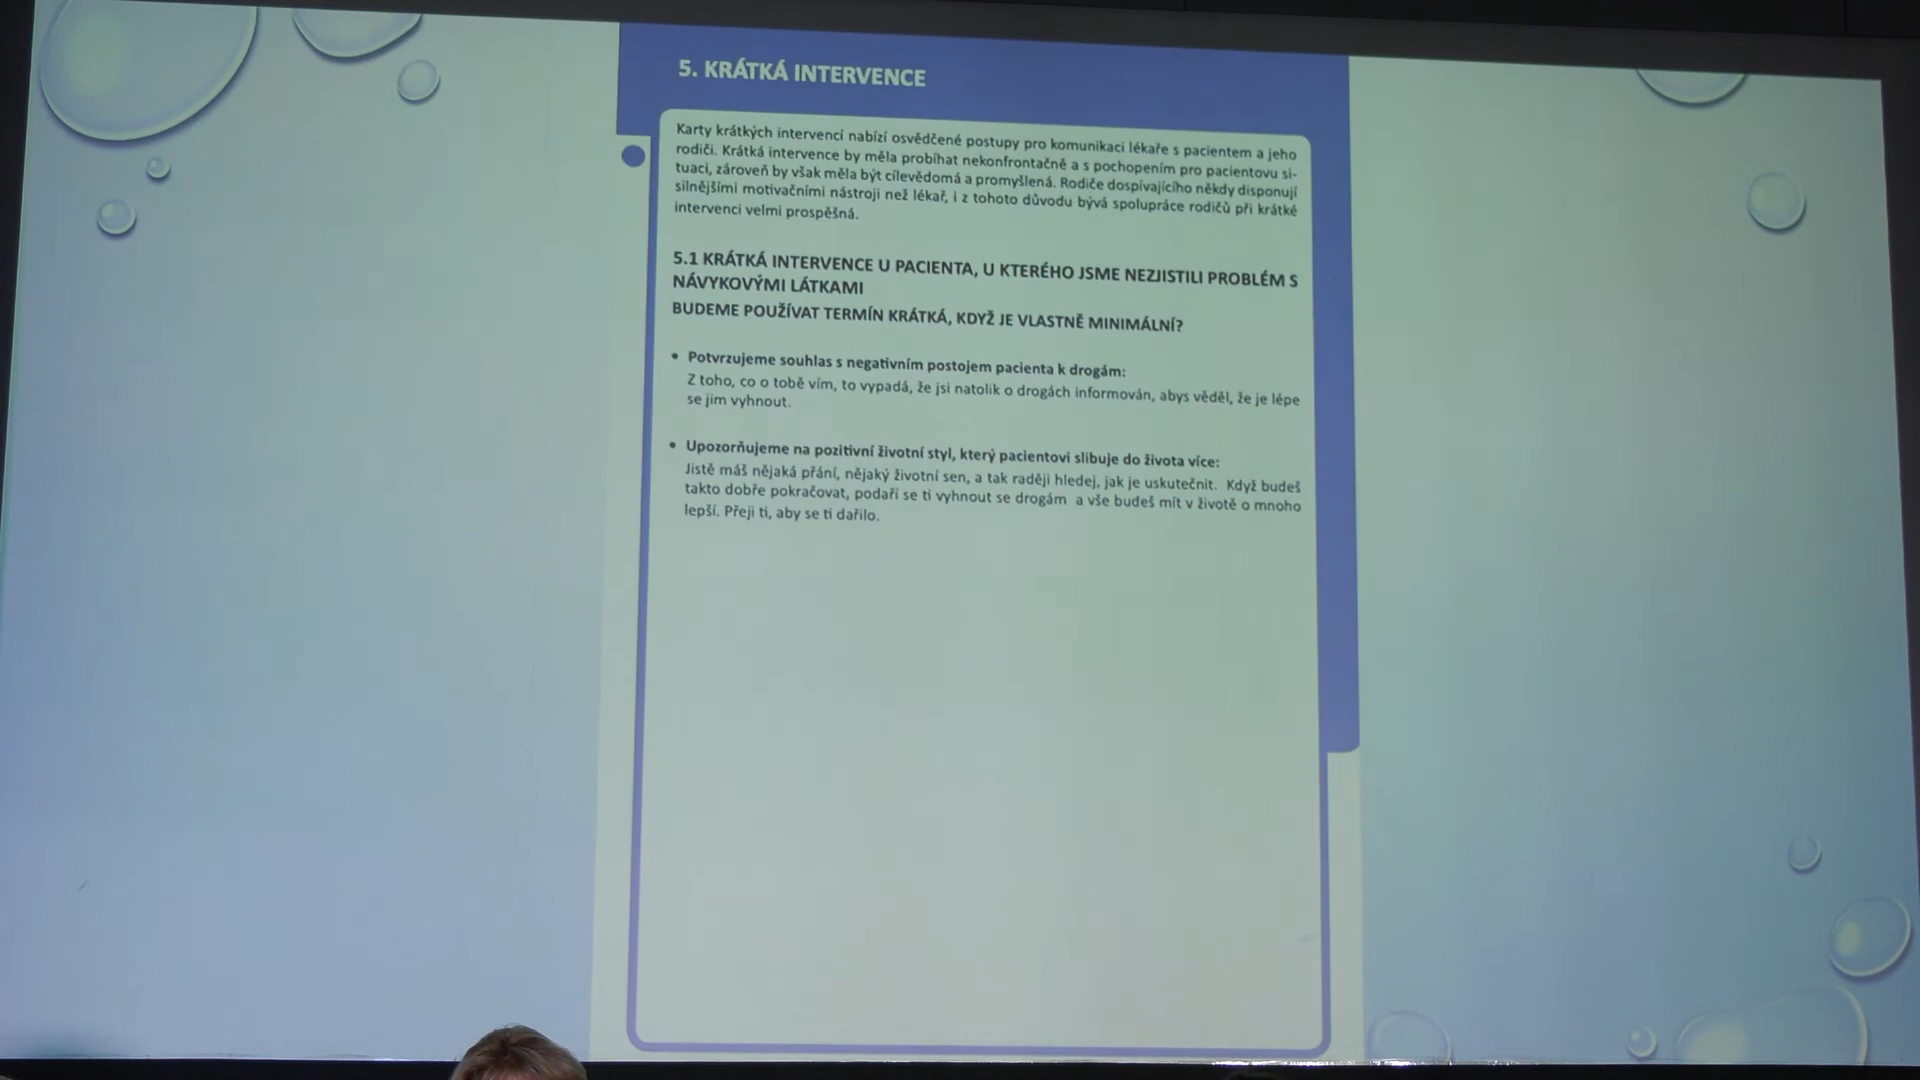 5. KRÁTKÁ INTERVENCE
Karty krátkých intervencí nabízí osvědčené postupy pro komunikaci lékaře s pacientem a jeho
rodiči. Krátká intervence by měla probíhat nekonfrontačně a s pochopením pro pacientovu si-
tuaci, zároveň by však měla být cílevědomá a promyšlená. Rodiče dospívajícího někdy disponují
silnějšími motivačními nástroji než lékař, i z tohoto důvodu bývá spolupráce rodičů při krátké
intervenci velmi prospěšná.
5.1 KRÁTKÁ INTERVENCE U PACIENTA, U KTERÉHO JSME NEZJISTILI PROBLÉM S
NÁVYKOVÝMI LÁTKAMI
BUDEME POUŽÍVAT TERMÍN KRÁTKÁ, KDYŽ JE VLASTNĚ MINIMÁLNÍ?
• Potvrzujeme souhlas s negativním postojem pacienta k drogám:
Z toho, co o tobě vím, to vypadá, že jsi natolik o drogách informován, abys věděl, že je lépe
se jim vyhnout.
• Upozorňujeme na pozitivní životní styl, který pacientovi slibuje do života více:
Jistě máš nějaká přání, nějaký životní sen, a tak raději hledej, jak je uskutečnit. Když budeš
takto dobře pokračovat, podaří se ti vyhnout se drogám a vše budeš mít v životě o mnoho
lepší. Přeji ti, aby se ti dařilo.